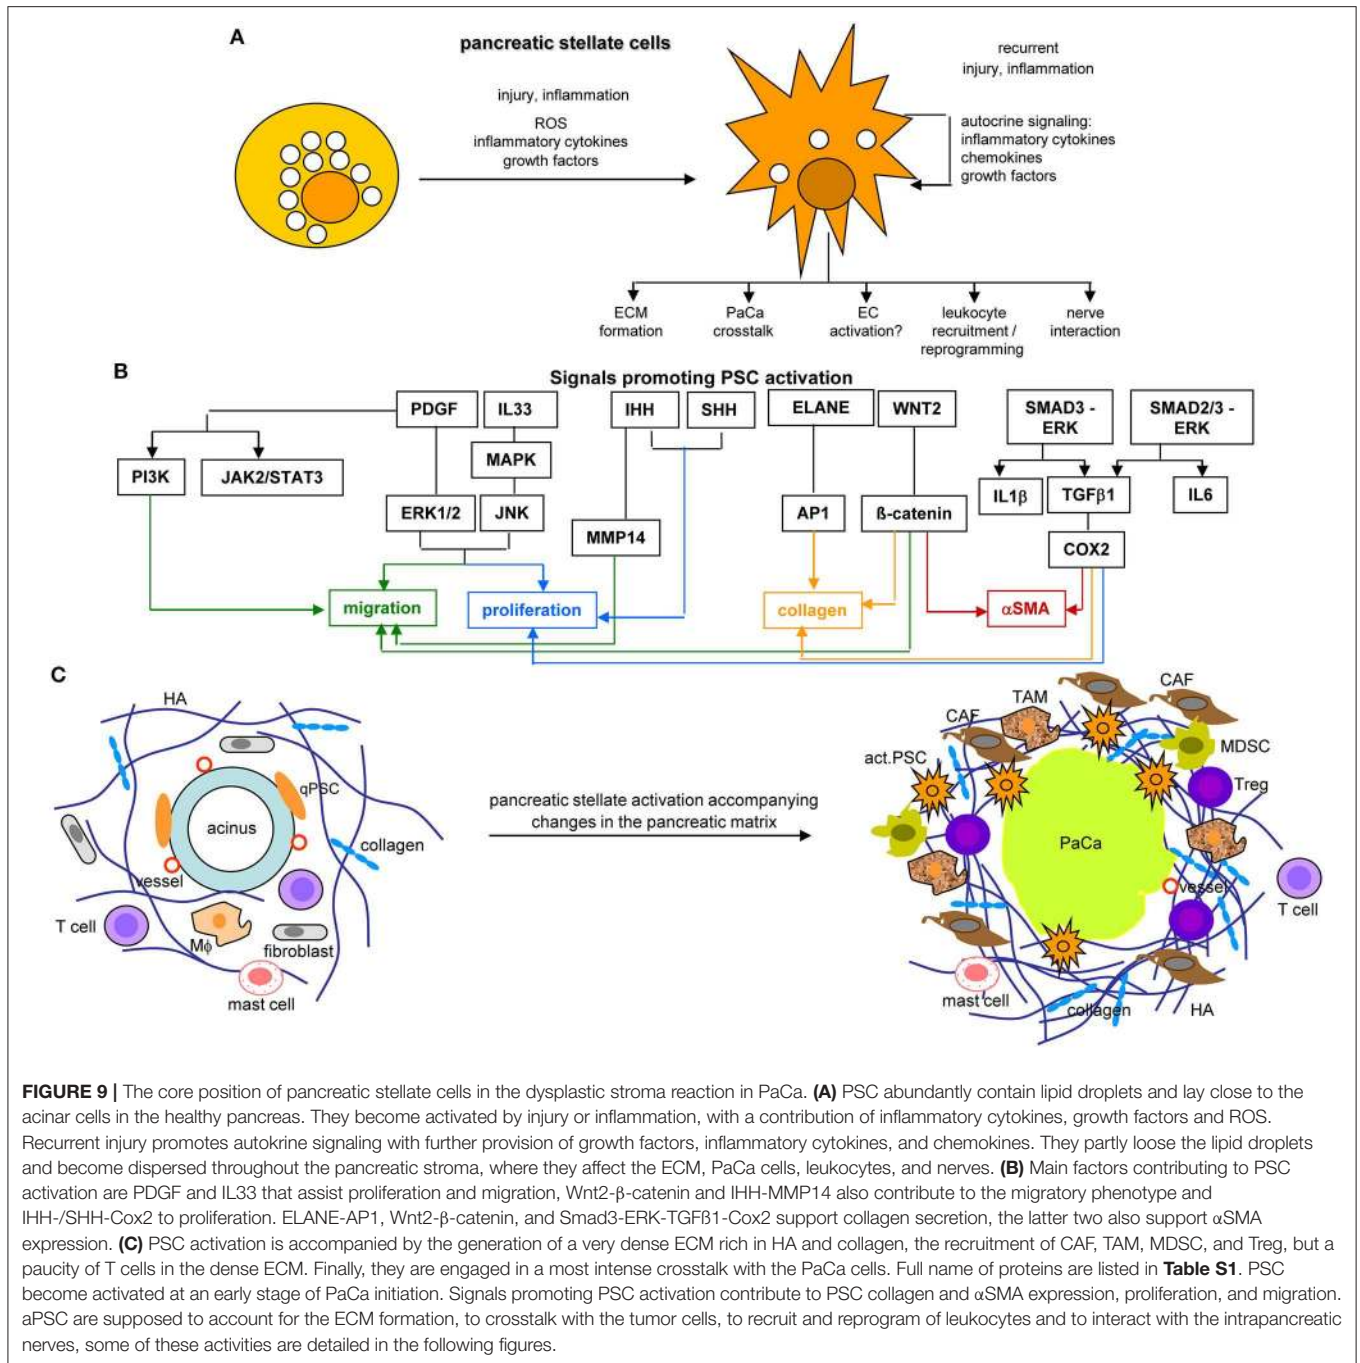 A
pancreatic stellate cells
injury, inflammation
ROS
inflammatory cytokines
growth factors
recurrent
injury, inflammation
autocrine signaling:
inflammatory cytokines
chemokines
growth factors
ECM
formation
PaCa
crosstalk
EC
activation?
leukocyte
recruitment /
reprogramming
nerve
interaction
B
Signals promoting PSC activation
PDGF
IL33
IHH
SHH
ELANE
WNT2
SMAD3 -
ERK
SMAD2/3 -
ERK
PI3K
JAK2/STAT3
MAPK
ERK1/2
JNK
MMP14
AP1
ß-catenin
IL1β
TGFβ1
IL6
COX2
migration
proliferation
collagen
αSMA
C
HA
qPSC
acinus
collagen
vessel
T cell
Mϕ
fibroblast
mast cell
pancreatic stellate activation accompanying
changes in the pancreatic matrix
CAF
TAM
CAF
act.PSC
MDSC
Treg
PaCa
vessel
T cell
mast cell
collagen
HA
FIGURE 9 | The core position of pancreatic stellate cells in the dysplastic stroma reaction in PaCa. (A) PSC abundantly contain lipid droplets and lay close to the
acinar cells in the healthy pancreas. They become activated by injury or inflammation, with a contribution of inflammatory cytokines, growth factors and ROS.
Recurrent injury promotes autokrine signaling with further provision of growth factors, inflammatory cytokines, and chemokines. They partly loose the lipid droplets
and become dispersed throughout the pancreatic stroma, where they affect the ECM, PaCa cells, leukocytes, and nerves. (B) Main factors contributing to PSC
activation are PDGF and IL33 that assist proliferation and migration, Wnt2-β-catenin and IHH-MMP14 also contribute to the migratory phenotype and
IHH-/SHH-Cox2 to proliferation. ELANE-AP1, Wnt2-β-catenin, and Smad3-ERK-TGFß1-Cox2 support collagen secretion, the latter two also support αSMA
expression. (C) PSC activation is accompanied by the generation of a very dense ECM rich in HA and collagen, the recruitment of CAF, TAM, MDSC, and Treg, but a
paucity of T cells in the dense ECM. Finally, they are engaged in a most intense crosstalk with the PaCa cells. Full name of proteins are listed in Table S1. PSC
become activated at an early stage of PaCa initiation. Signals promoting PSC activation contribute to PSC collagen and αSMA expression, proliferation, and migration.
aPSC are supposed to account for the ECM formation, to crosstalk with the tumor cells, to recruit and reprogram of leukocytes and to interact with the intrapancreatic
nerves, some of these activities are detailed in the following figures.